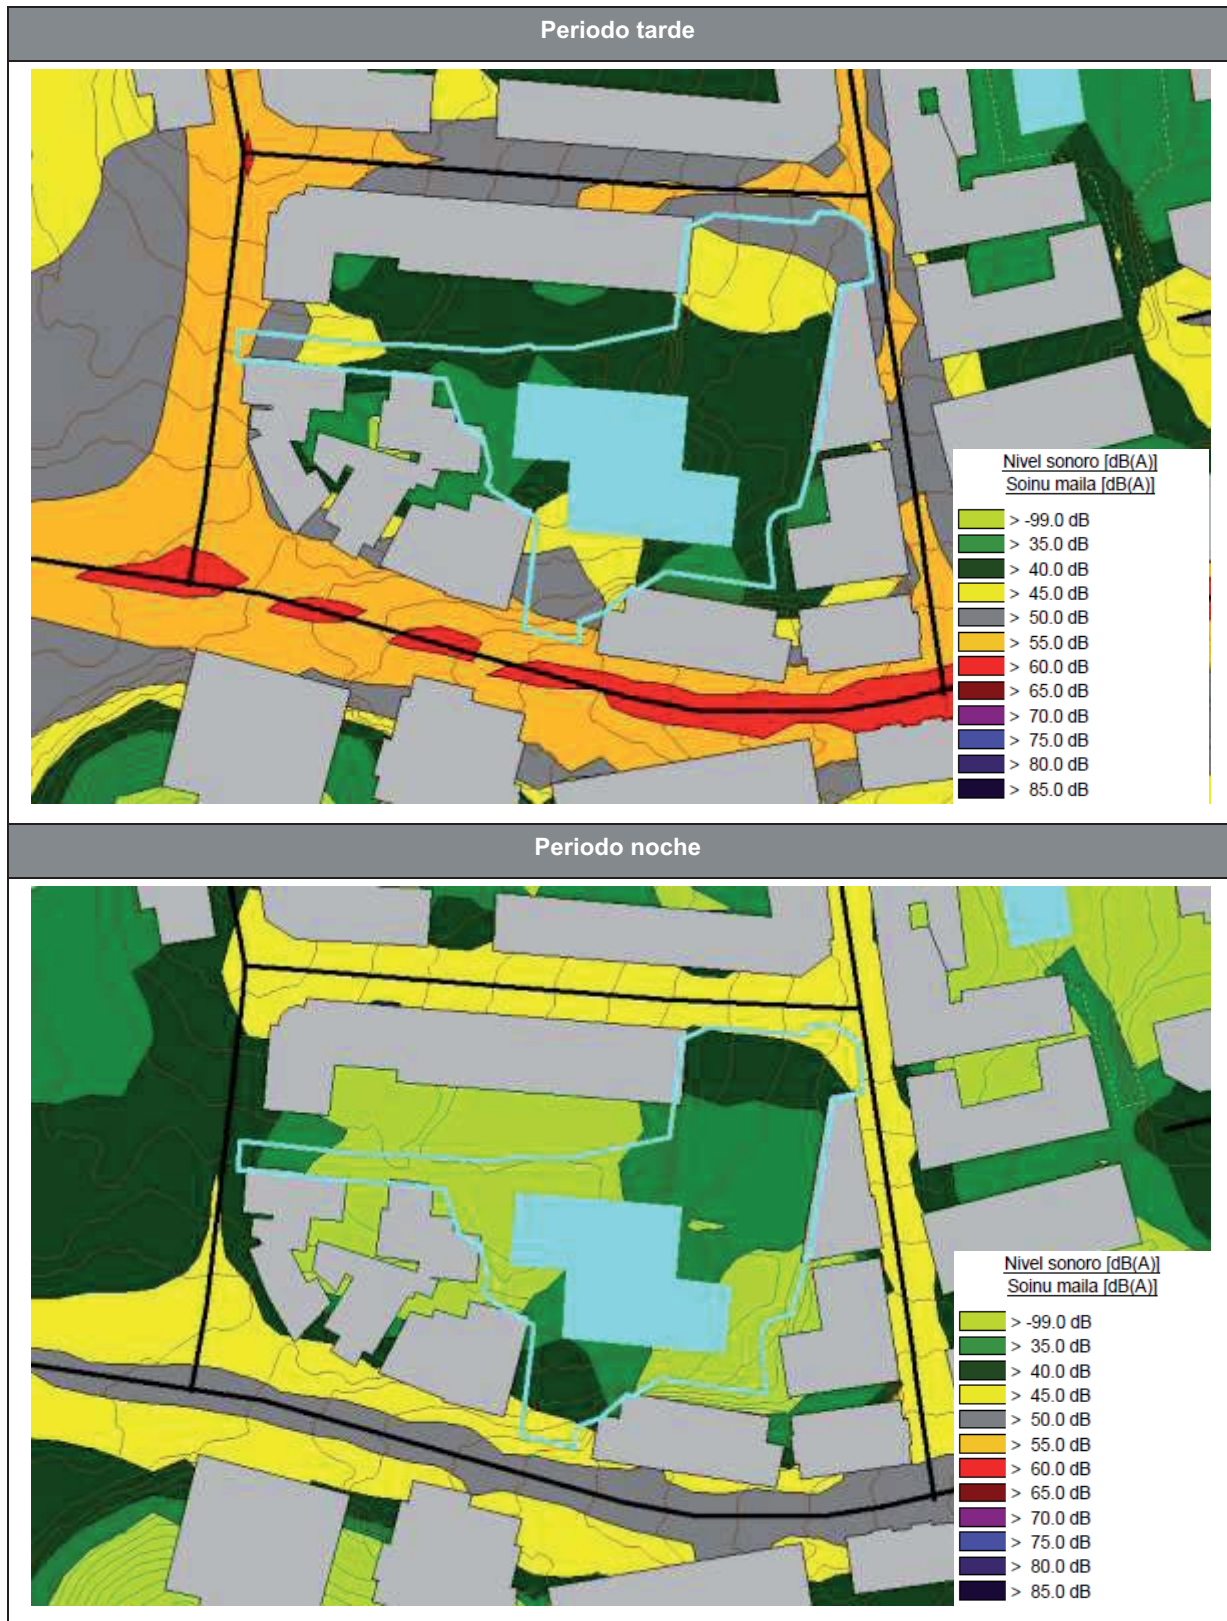 Periodo tarde
Nivel sonoro [dB(A)]
Soinu maila [dB(A)]
> -99.0 dB
> 35.0 dB
> 40.0 dB
> 45.0 dB
> 50.0 dB
> 55.0 dB
> 60.0 dB
> 65.0 dB
> 70.0 dB
> 75.0 dB
> 80.0 dB
> 85.0 dB
Periodo noche
Nivel sonoro [dB(A)]
Soinu maila [dB(A)]
> -99.0 dB
> 35.0 dB
> 40.0 dB
> 45.0 dB
> 50.0 dB
> 55.0 dB
> 60.0 dB
> 65.0 dB
> 70.0 dB
> 75.0 dB
> 80.0 dB
> 85.0 dB